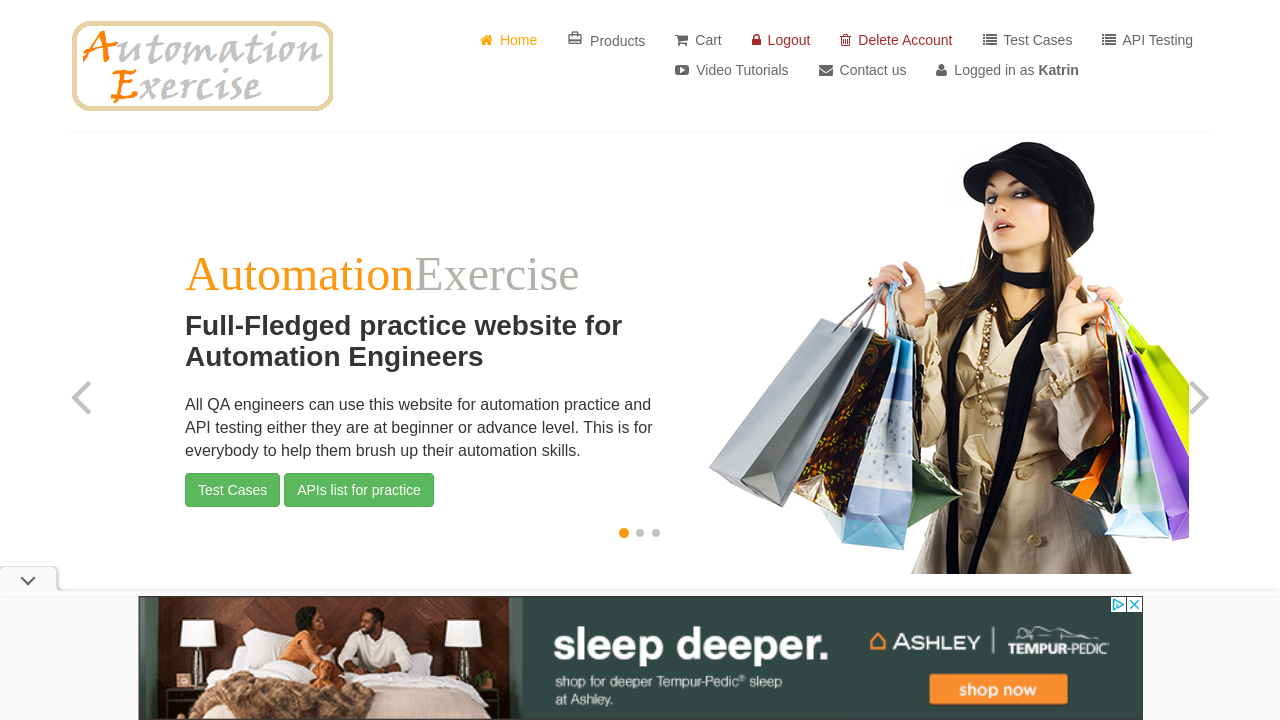 Automation
Exercise
Home
Products
Cart
Logout
Delete Account
Test Cases
API Testing
Video Tutorials
Contact us
Logged in as Katrin
AutomationExercise
Full-Fledged practice website for
Automation Engineers
All QA engineers can use this website for automation practice and
API testing either they are at beginner or advance level. This is for
everybody to help them brush up their automation skills.
Test Cases
APIs list for practice
sleep deeper.
shop for deeper Tempur-Pedic® sleep
at Ashley.
ASHLEY
TEMPUR-PEDIC®
shop now